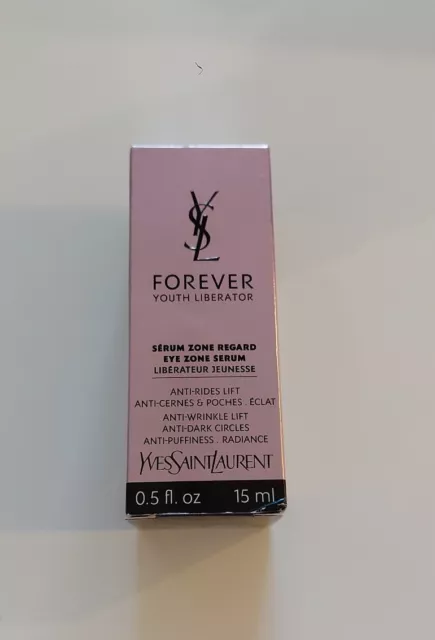 YSL
FOREVER
YOUTH LIBERATOR
SÉRUM ZONE REGARD
EYE ZONE SERUM
LIBÉRATEUR JEUNESSE
ANTI-RIDES LIFT
ANTI-CERNES & POCHES . ÉCLAT
ANTI-WRINKLE LIFT
ANTI-DARK CIRCLES
ANTI-PUFFINESS . RADIANCE
YVESSAINTLAURENT
0.5 fl. oz 15 ml